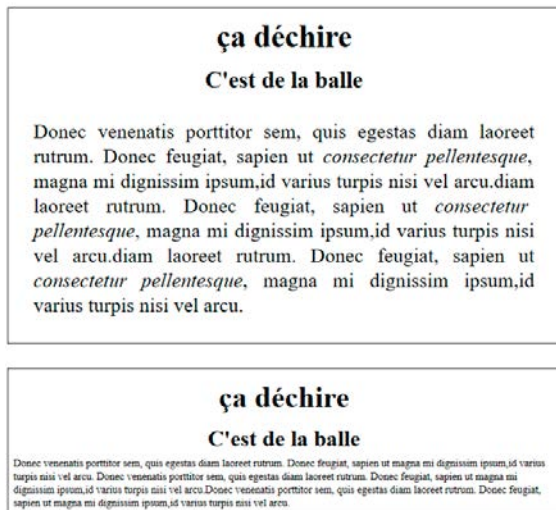 ça déchire
C'est de la balle
Donec venenatis porttitor sem, quis egestas diam laoreet
rutrum. Donec feugiat, sapien ut consectetur pellentesque,
magna mi dignissim ipsum,id varius turpis nisi vel arcu.diam
laoreet rutrum. Donec feugiat, sapien ut consectetur
pellentesque, magna mi dignissim ipsum,id varius turpis nisi
vel arcu.diam laoreet rutrum. Donec feugiat, sapien ut
consectetur pellentesque, magna mi dignissim ipsum,id
varius turpis nisi vel arcu.
ça déchire
C'est de la balle
Donec venenatis porttitor sem, quis egestas diam laoreet rutrum. Donec feugiat, sapien ut magna mi dignissim ipsum,id varius
turpis nisi vel arcu. Donec venenatis porttitor sem, quis egestas diam laoreet rutrum. Donec feugiat, sapien ut magna mi
dignissim ipsum,id varius turpis nisi vel arcu.Donec venenatis porttitor sem, quis egestas diam laoreet rutrum. Donec feugiat,
sapien ut magna mi dignissim ipsum,id varius turpis nisi vel arcu.